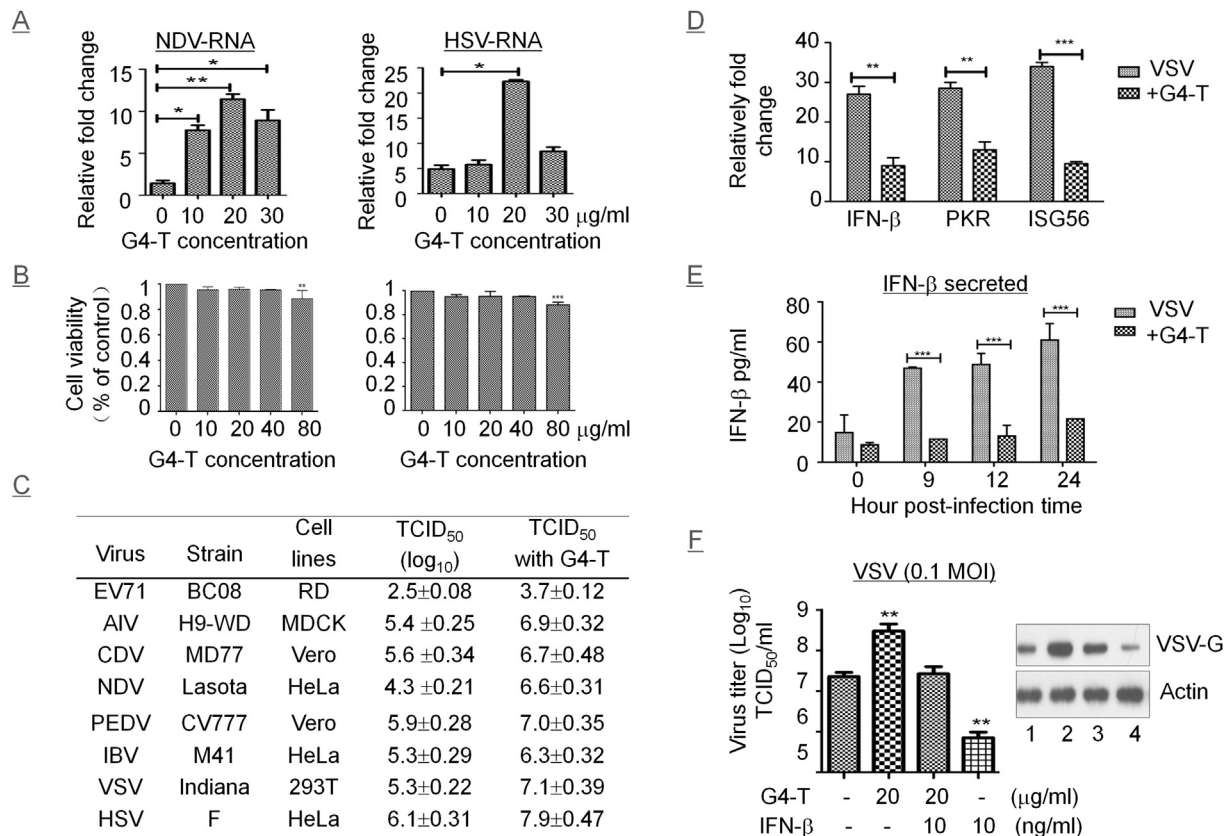 A
NDV-RNA
HSV-RNA
Relative fold change
15
10
5
0
*
**
*
0 10 20 30
G4-T concentration
Relative fold change
25
20
15
10
5
0
*
0 10 20 30 μg/ml
G4-T concentration
B
Cell viability
(% of control)
1
0.8
0.6
0.4
0.2
0
**
0 10 20 40 80
G4-T concentration
1
0.8
0.6
0.4
0.2
0
***
0 10 20 40 80 μg/ml
G4-T concentration
C
Virus Strain Cell lines TCID50 (log10) TCID50 with G4-T
EV71 BC08 RD 2.5±0.08 3.7±0.12
AIV H9-WD MDCK 5.4 ±0.25 6.9±0.32
CDV MD77 Vero 5.6 ±0.34 6.7±0.48
NDV Lasota HeLa 4.3 ±0.21 6.6±0.31
PEDV CV777 Vero 5.9±0.28 7.0±0.35
IBV M41 HeLa 5.3±0.29 6.3±0.32
VSV Indiana 293T 5.3±0.22 7.1±0.39
HSV F HeLa 6.1±0.31 7.9±0.47
D
Relatively fold
change
40
30
20
10
0
**
**
***
IFN-β PKR ISG56
VSV
+G4-T
E
IFN-β secreted
IFN-β pg/ml
80
60
40
20
0
***
***
***
0 9 12 24
Hour post-infection time
VSV
+G4-T
F
VSV (0.1 MOI)
Virus titer (Log10)
TCID50/ml
9
8
7
6
5
**
**
G4-T - 20 20 - (μg/ml)
IFN-β - - 10 10 (ng/ml)
VSV-G
Actin
1 2 3 4